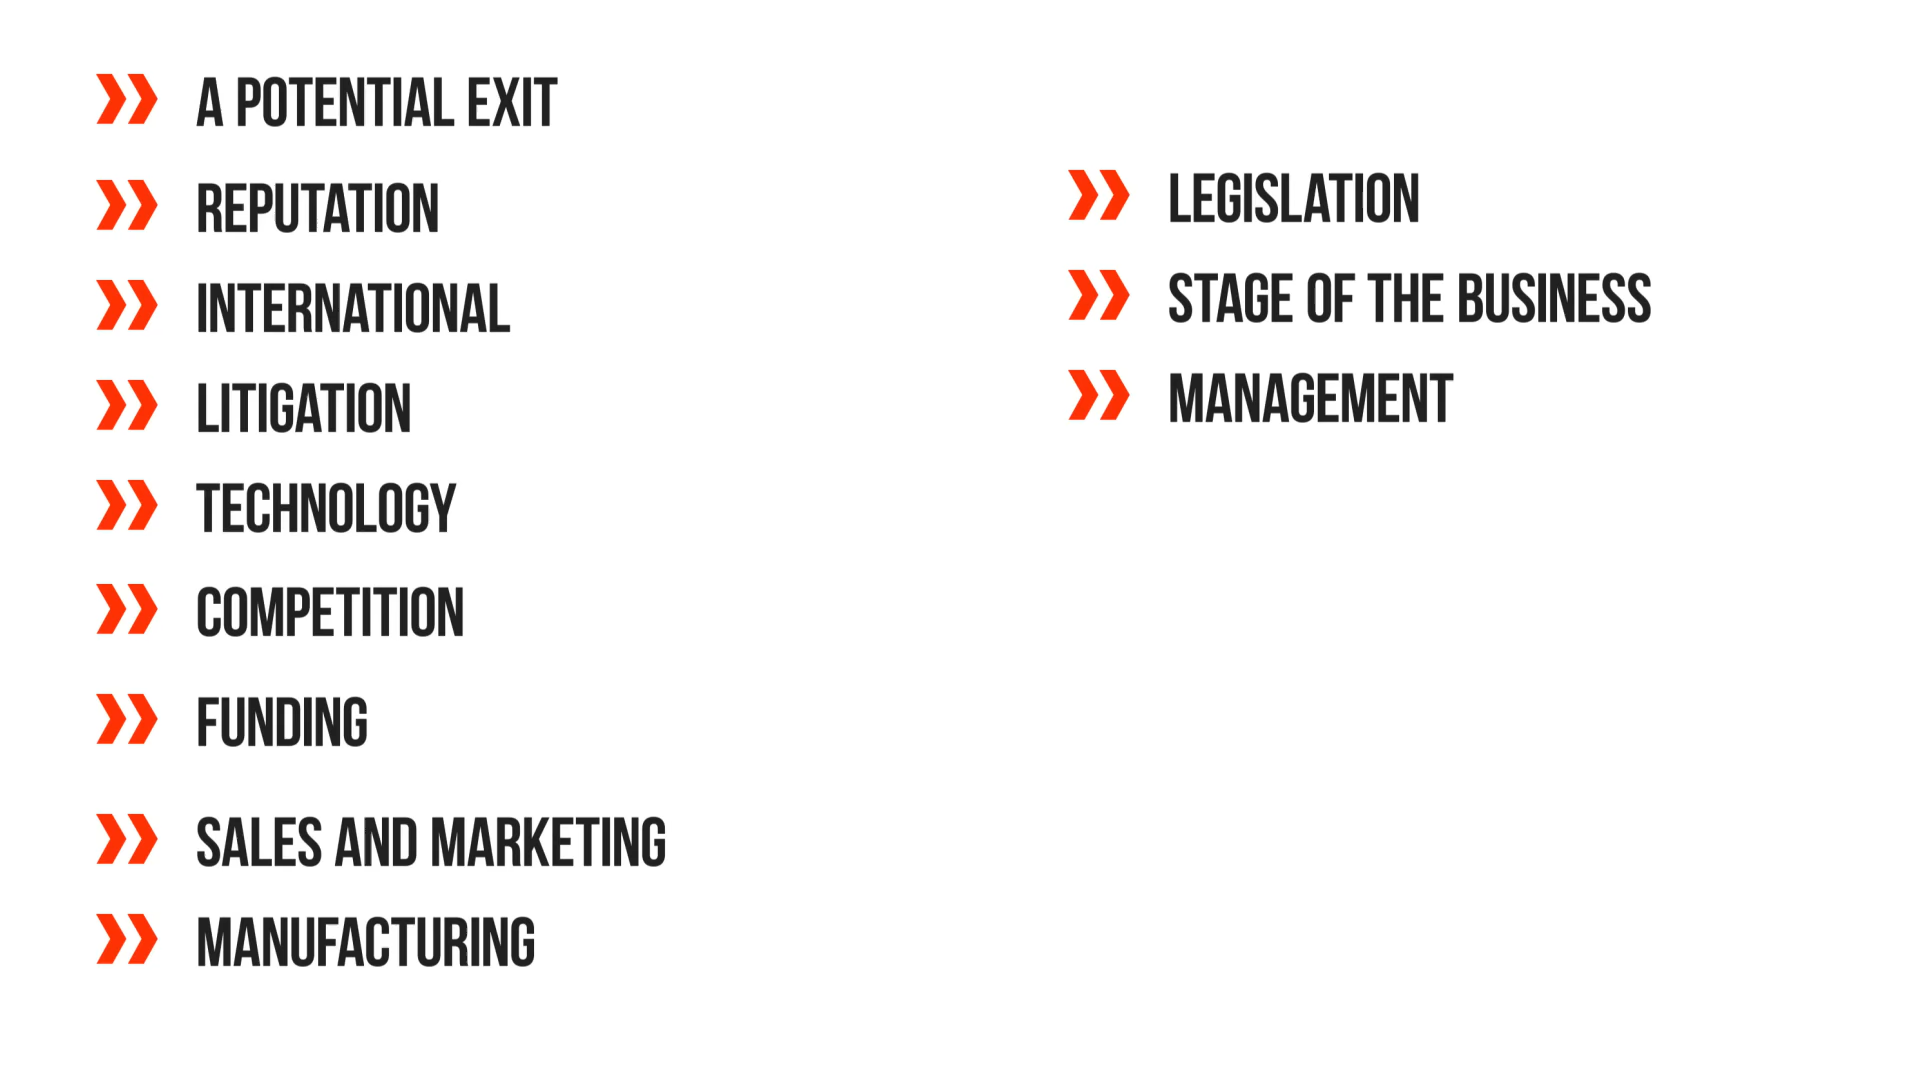 A POTENTIAL EXIT
REPUTATION
INTERNATIONAL
LITIGATION
TECHNOLOGY
COMPETITION
FUNDING
SALES AND MARKETING
MANUFACTURING
LEGISLATION
STAGE OF THE BUSINESS
MANAGEMENT